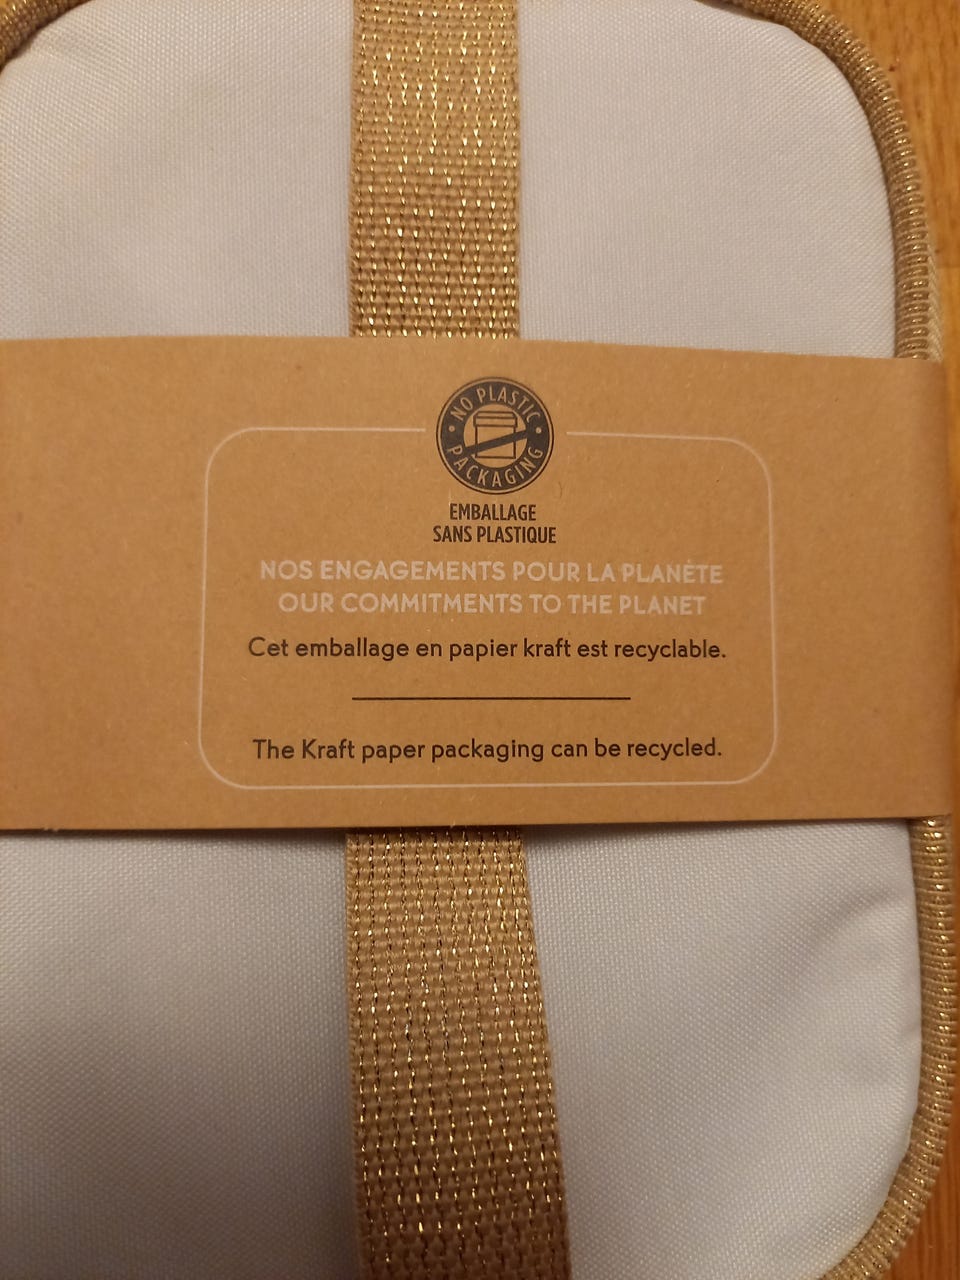 NO PLASTIC
PACKAGING
EMBALLAGE
SANS PLASTIQUE
NOS ENGAGEMENTS POUR LA PLANÈTE
OUR COMMITMENTS TO THE PLANET
Cet emballage en papier kraft est recyclable.
The Kraft paper packaging can be recycled.